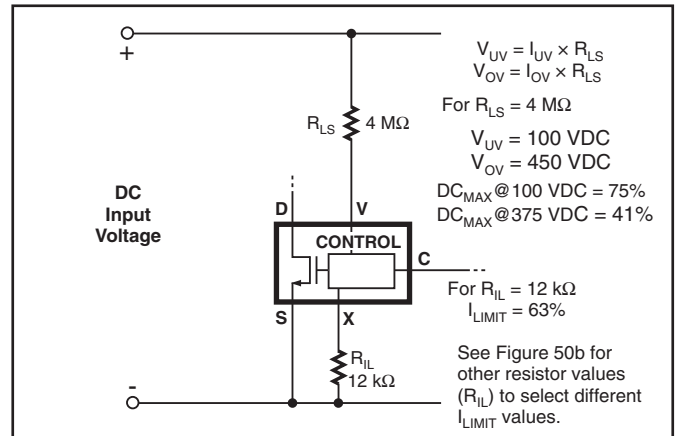 +
V_UV = I_UV × R_LS
V_OV = I_OV × R_LS
For R_LS = 4 MΩ
R_LS
4 MΩ
V_UV = 100 VDC
V_OV = 450 VDC
DC_MAX@100 VDC = 75%
DC_MAX@375 VDC = 41%
DC
Input
Voltage
D
V
CONTROL
C
S
X
For R_IL = 12 kΩ
I_LIMIT = 63%
R_IL
12 kΩ
See Figure 50b for
other resistor values
(R_IL) to select different
I_LIMIT values.
-